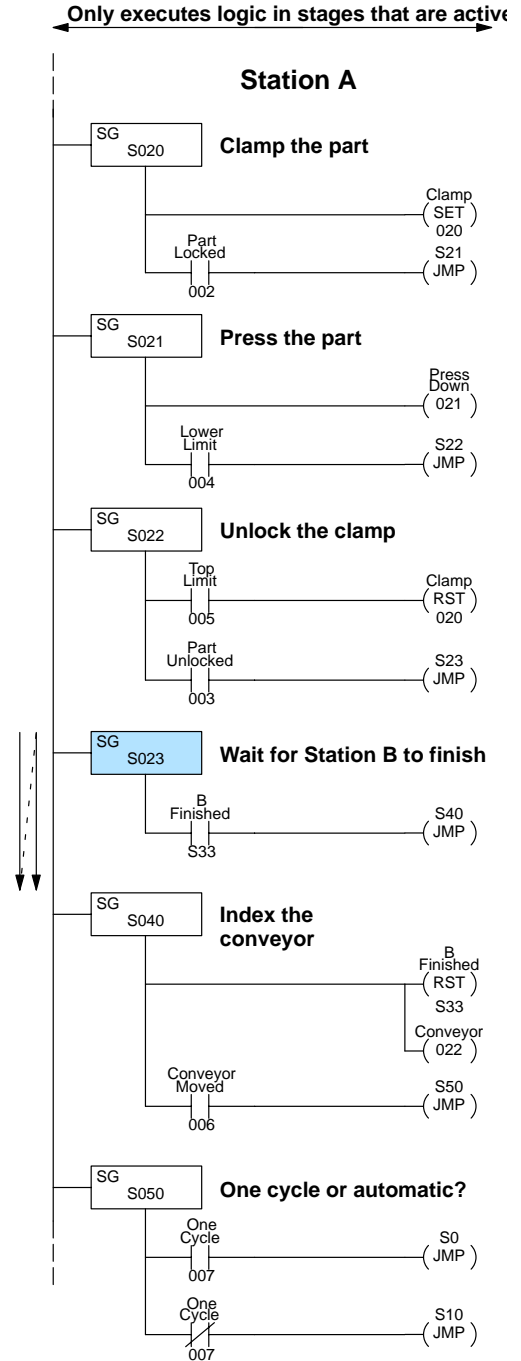 Only executes logic in stages that are active
Station A
SG
S020
Clamp the part
Clamp
SET
020
Part
Locked
002
S21
JMP
SG
S021
Press the part
Press
Down
021
Lower
Limit
004
S22
JMP
SG
S022
Unlock the clamp
Top
Limit
005
Clamp
RST
020
Part
Unlocked
003
S23
JMP
SG
S023
Wait for Station B to finish
B
Finished
S33
S40
JMP
SG
S040
Index the
conveyor
B
Finished
RST
S33
Conveyor
022
Conveyor
Moved
006
S50
JMP
SG
S050
One cycle or automatic?
One
Cycle
007
S0
JMP
One
Cycle
007
S10
JMP